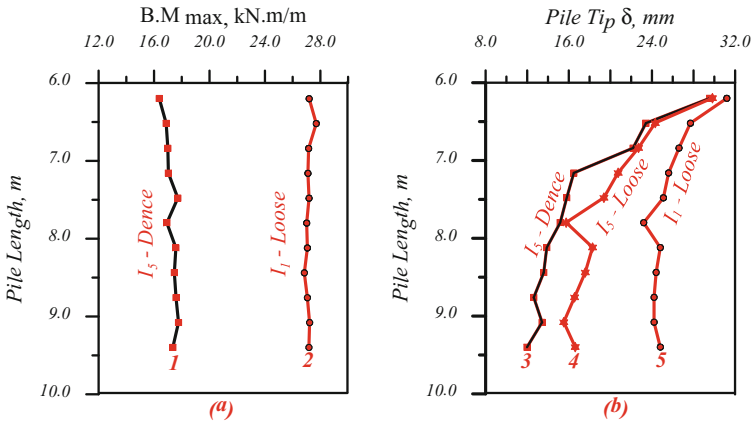 B.M max, kN.m/m
12.0 16.0 20.0 24.0 28.0
6.0
7.0
8.0
9.0
10.0
Pile Length, m
I5 - Dence
I1 - Loose
1
2
(a)
Pile Tip δ, mm
8.0 16.0 24.0 32.0
6.0
7.0
8.0
9.0
10.0
Pile Length, m
I5 - Dence
I5 - Loose
I1 - Loose
3
4
5
(b)